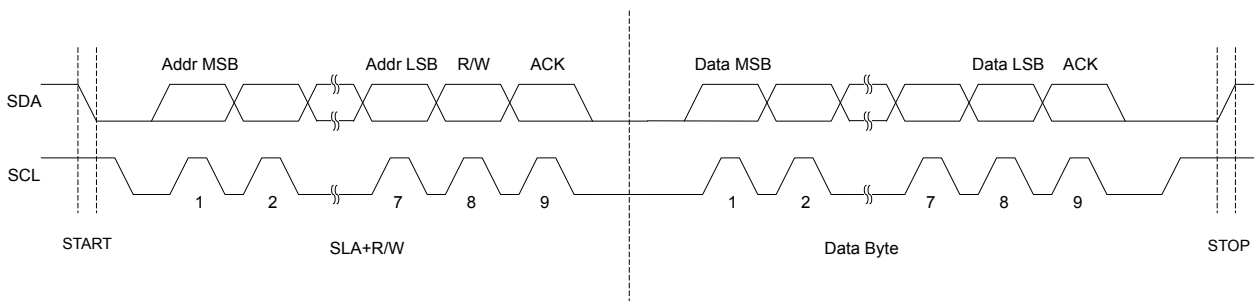 Addr MSB Addr LSB R/W ACK Data MSB Data LSB ACK
SDA
SCL
1 2 7 8 9 1 2 7 8 9
START SLA+R/W Data Byte STOP